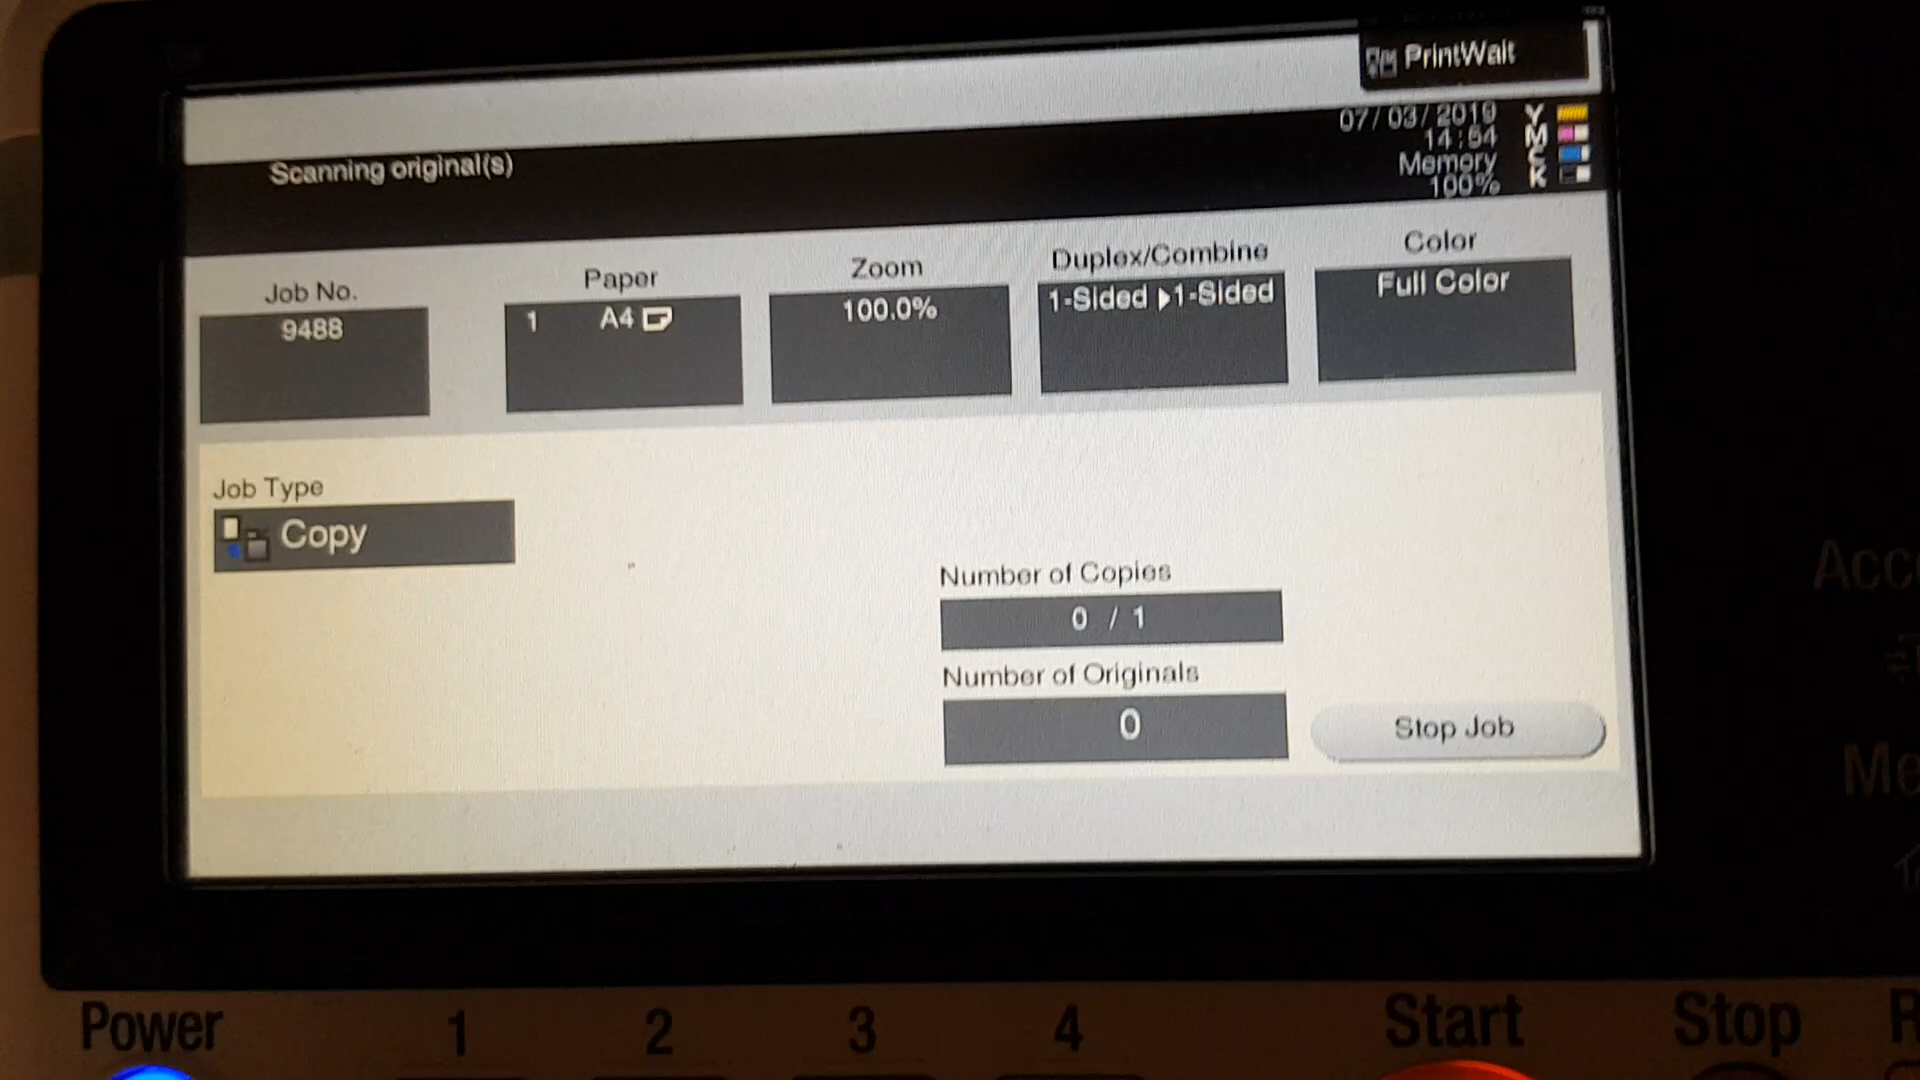 PrintWait
07/03/2019
14:54
Memory
100%
Y
M
C
K
Scanning original(s)
Job No.
9488
Paper
1 A4
Zoom
100.0%
Duplex/Combine
1-Sided ▶1-Sided
Color
Full Color
Job Type
Copy
Number of Copies
0 / 1
Number of Originals
0
Stop Job
Acc
Me
Power
1
2
3
4
Start
Stop
R